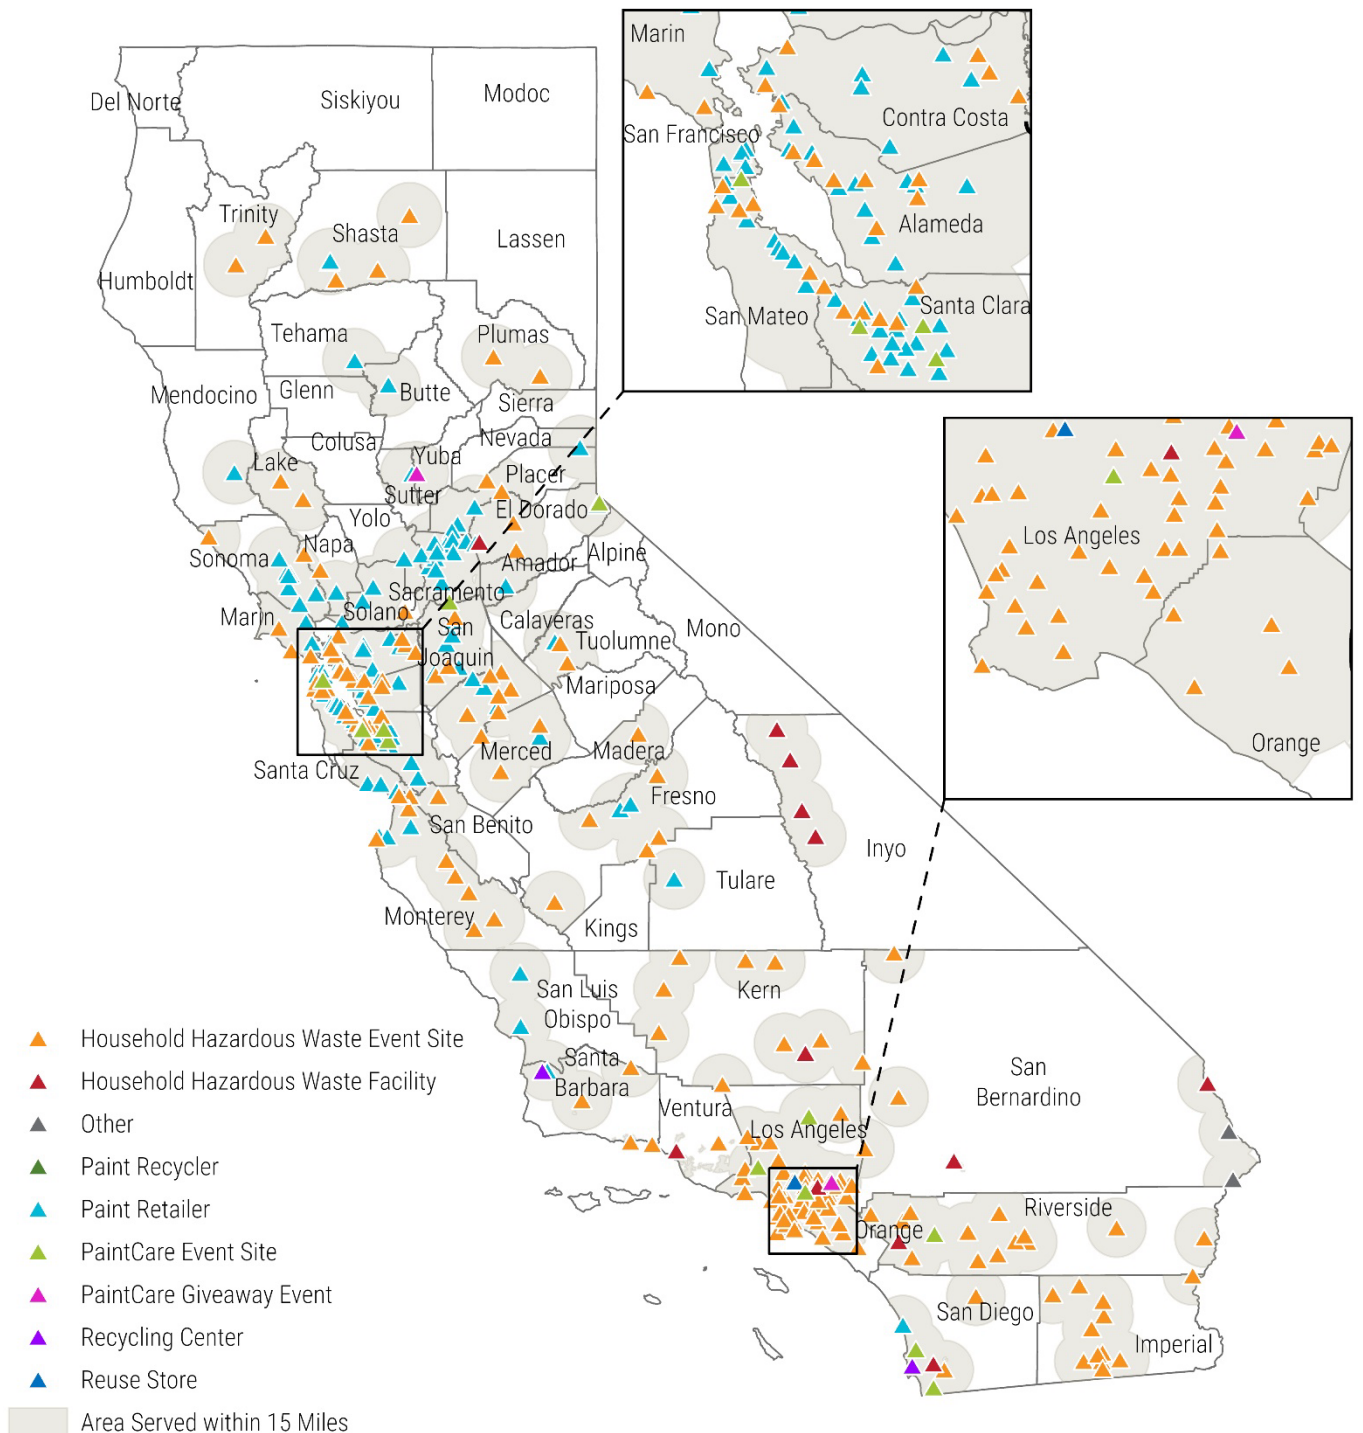 Marin
Contra Costa
San Francisco
Alameda
San Mateo
Santa Clara
Del Norte
Siskiyou
Modoc
Trinity
Shasta
Lassen
Humboldt
Tehama
Plumas
Mendocino
Glenn
Butte
Sierra
Colusa
Nevada
Lake
Yuba
Placer
Sutter
El Dorado
Yolo
Sonoma
Napa
Amador
Alpine
Sacramento
Marin
Solano
Calaveras
San
Joaquin
Tuolumne
Mono
Mariposa
Merced
Madera
Santa Cruz
Fresno
San Benito
Inyo
Tulare
Monterey
Kings
Los Angeles
Orange
San Luis
Obispo
Kern
Santa
Barbara
San
Bernardino
Ventura
Los Angeles
Orange
Riverside
San Diego
Imperial
Household Hazardous Waste Event Site
Household Hazardous Waste Facility
Other
Paint Recycler
Paint Retailer
PaintCare Event Site
PaintCare Giveaway Event
Recycling Center
Reuse Store
Area Served within 15 Miles